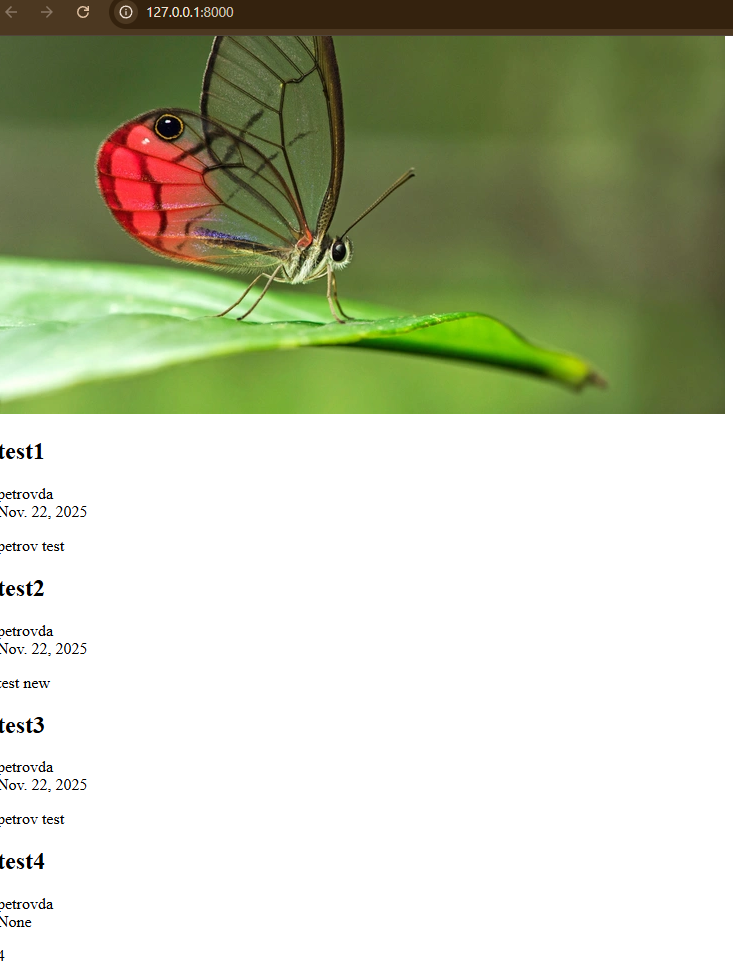 127.0.0.1:8000
test1
petrovda
Nov. 22, 2025
petrov test
test2
petrovda
Nov. 22, 2025
test new
test3
petrovda
Nov. 22, 2025
petrov test
test4
petrovda
None
4